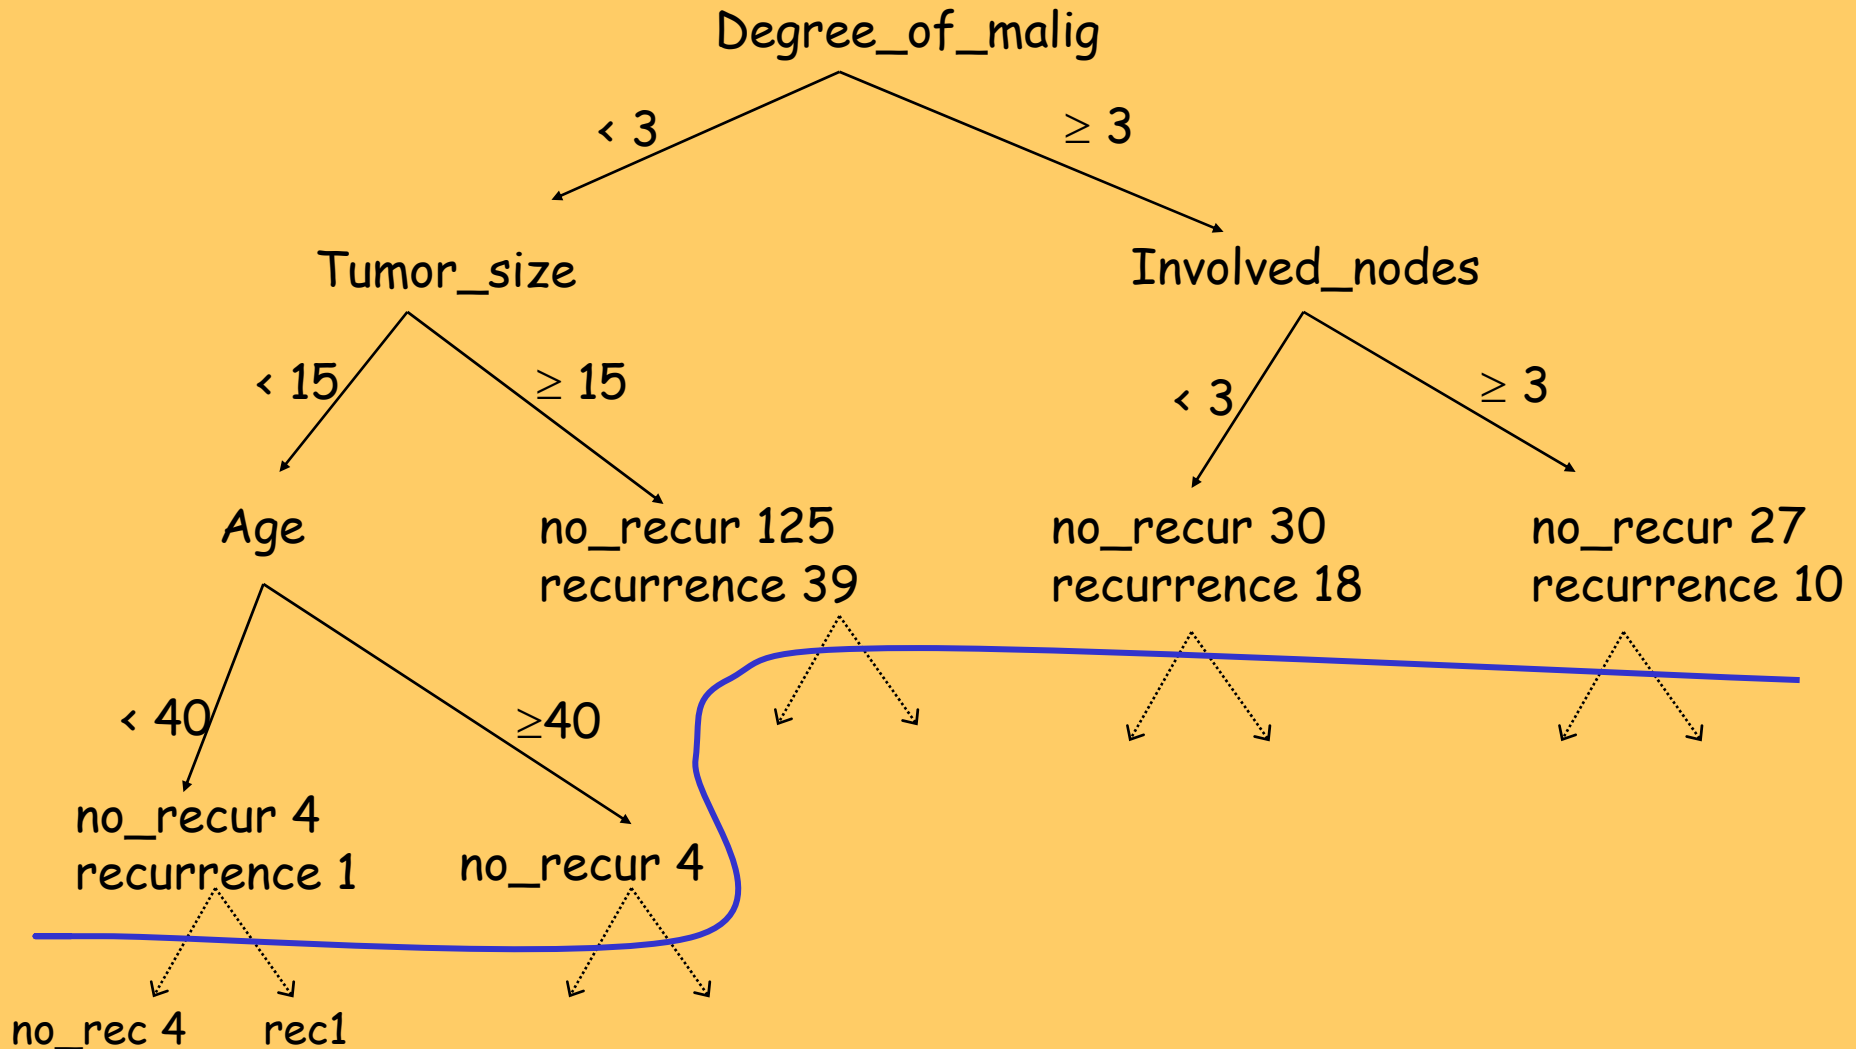 Degree_of_malig
< 3
≥ 3
Tumor_size
Involved_nodes
< 15
≥ 15
< 3
≥ 3
Age
no_recur 125
recurrence 39
no_recur 30
recurrence 18
no_recur 27
recurrence 10
< 40
≥40
no_recur 4
recurrence 1
no_recur 4
no_rec 4
rec1